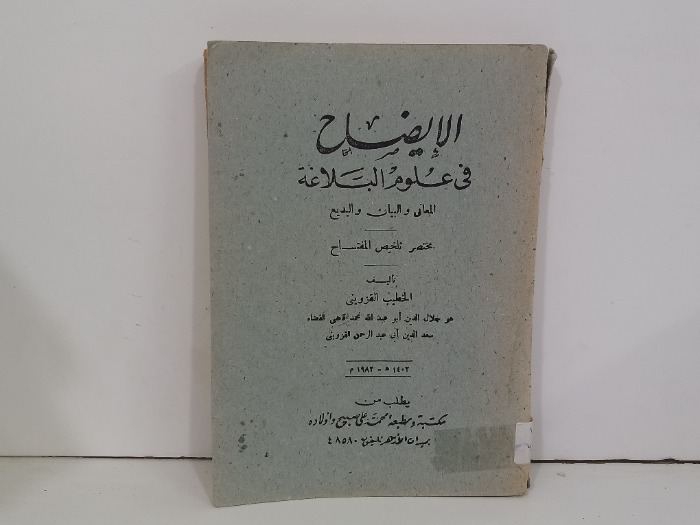 الإيضاح
في علوم البلاغة
المعاني والبيان والبديع
مختصر تلخيص المفتاح
تأليف
الخطيب القزويني
هو جلال الدين أبو عبد الله محمد قاضي القضاة
سعد الدين أبي عبد الرحمن القزويني
١٤٠٢ ه - ١٩٨٢ م
يطلب من
مكتبة ومطبعة محمد علي صبيح وأولاده
بميدان الأزهر تليفون ٤٨٥٨٠